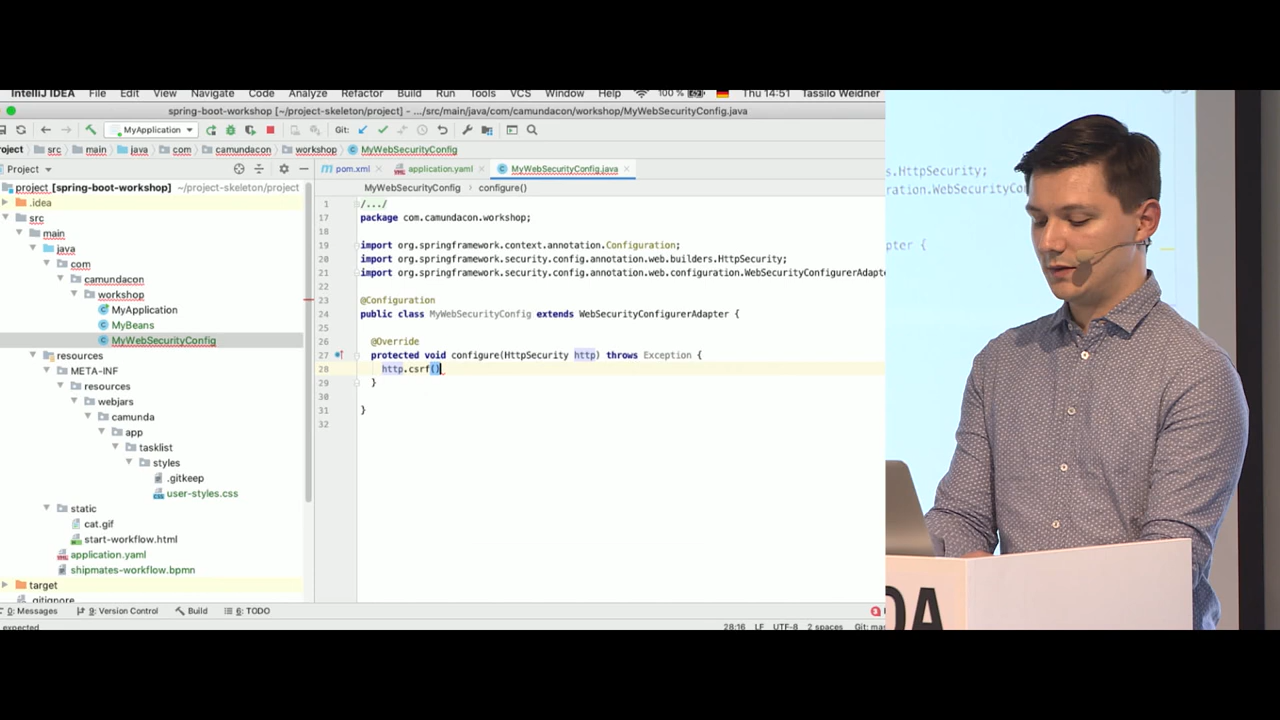 IntelliJ IDEA File Edit View Navigate Code Analyze Refactor Build Run Tools VCS Window Help 100 % Thu 14:51 Tassilo Weidner
spring-boot-workshop [~/project-skeleton/project] - .../src/main/java/com/camundacon/workshop/MyWebSecurityConfig.java
MyApplication Git:
roject src main java com camundacon workshop MyWebSecurityConfig
Project pom.xml application.yaml MyWebSecurityConfig.java
MyWebSecurityConfig configure()
project [spring-boot-workshop] ~/project-skeleton/project
.idea
src
main
java
com
camundacon
workshop
MyApplication
MyBeans
MyWebSecurityConfig
resources
META-INF
resources
webjars
camunda
app
tasklist
styles
.gitkeep
user-styles.css
static
cat.gif
start-workflow.html
application.yaml
shipmates-workflow.bpmn
target
.gitignore
1 /.../
17 package com.camundacon.workshop;
18
19 import org.springframework.context.annotation.Configuration;
20 import org.springframework.security.config.annotation.web.builders.HttpSecurity;
21 import org.springframework.security.config.annotation.web.configuration.WebSecurityConfigurerAdapte
22
23 @Configuration
24 public class MyWebSecurityConfig extends WebSecurityConfigurerAdapter {
25
26 @Override
27 protected void configure(HttpSecurity http) throws Exception {
28 http.csrf()
29 }
30
31 }
32
0: Messages 9: Version Control Build 6: TODO
expected 28:16 LF UTF-8 2 spaces Git: mas
s.HttpSecurity;
ration.WebSecurityCo
pter {
DA